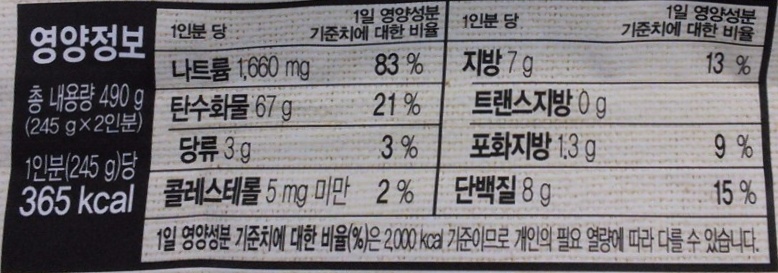 영양정보
총 내용량 490 g
(245 g×2인분)
1인분(245 g)당
365 kcal
1인분 당 1일 영양성분 기준치에 대한 비율
나트륨 1,660 mg 83 %
탄수화물 67 g 21 %
당류 3 g 3 %
콜레스테롤 5 mg 미만 2 %
1인분 당 1일 영양성분 기준치에 대한 비율
지방 7 g 13 %
트랜스지방 0 g
포화지방 1.3 g 9 %
단백질 8 g 15 %
1일 영양성분 기준치에 대한 비율(%)은 2,000 kcal 기준이므로 개인의 필요 열량에 따라 다를 수 있습니다.